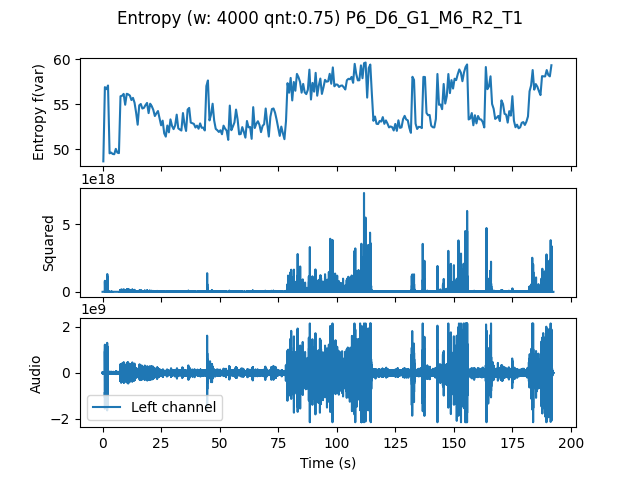 Entropy (w: 4000 qnt:0.75) P6_D6_G1_M6_R2_T1
60
55
50
Entropy f(var)
1e18
5
0
Squared
1e9
2
0
−2
Audio
Left channel
0 25 50 75 100 125 150 175 200
Time (s)